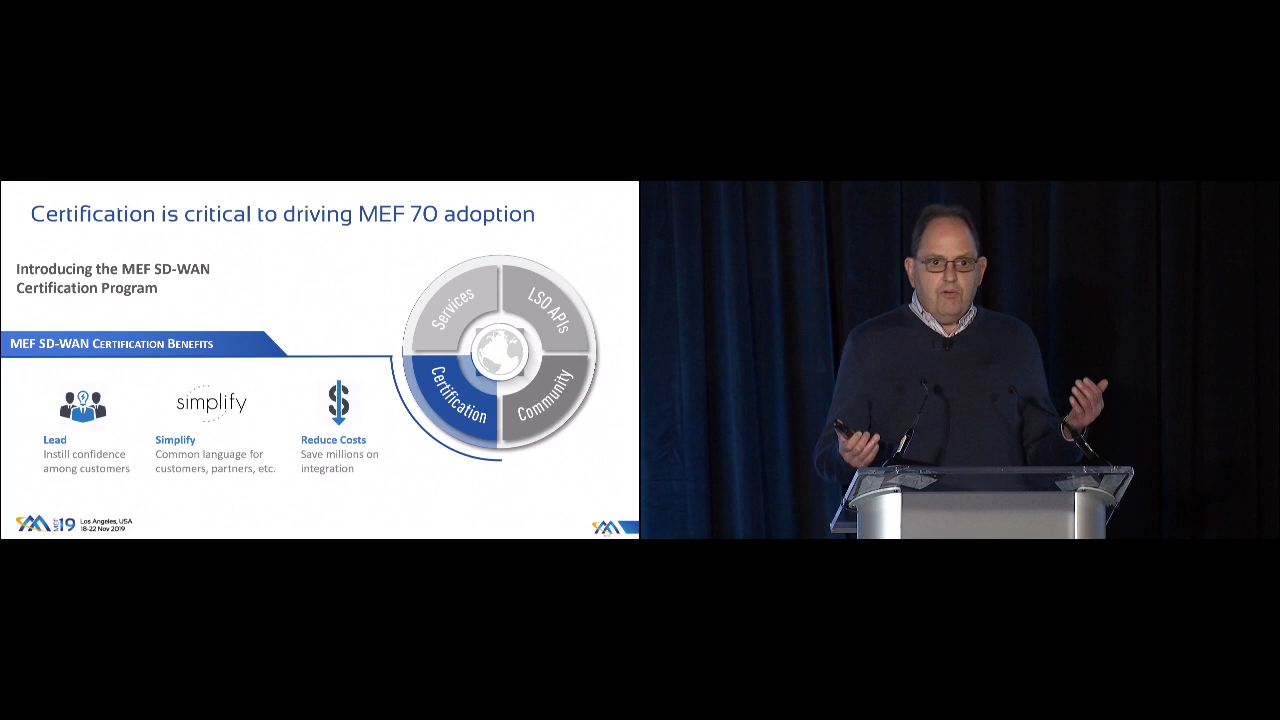 Certification is critical to driving MEF 70 adoption
Introducing the MEF SD-WAN
Certification Program
MEF SD-WAN CERTIFICATION BENEFITS
Services
LSO APIs
Certification
Community
simplify
$
Lead
Instill confidence
among customers
Simplify
Common language for
customers, partners, etc.
Reduce Costs
Save millions on
integration
MEF 19
Los Angeles, USA
18-22 Nov 2019